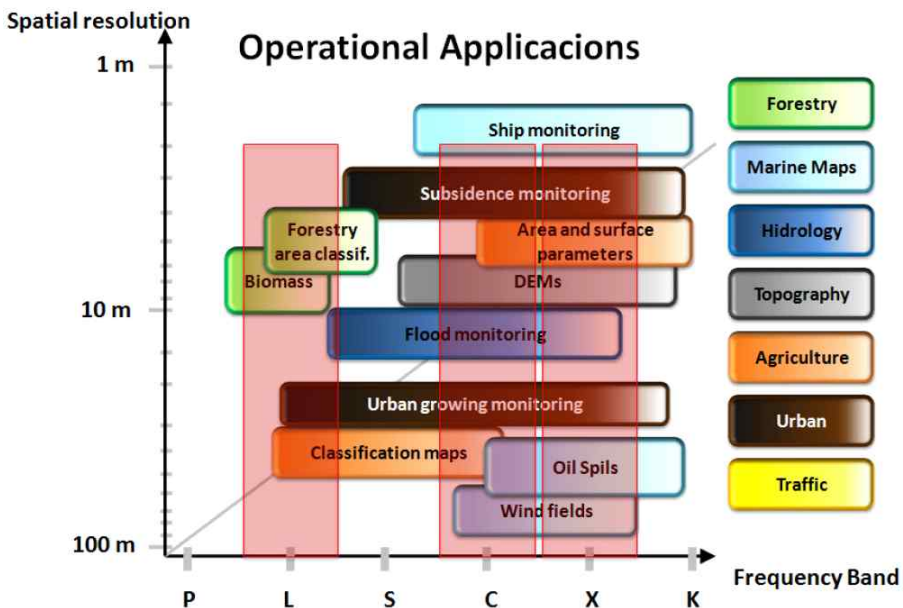 Spatial resolution
Operational Applicacions
1 m
Ship monitoring
Subsidence monitoring
Forestry
area classif.
Area and surface
parameters
Biomass
DEMs
10 m
Flood monitoring
Urban growing monitoring
Classification maps
Oil Spils
Wind fields
100 m
P L S C X K
Frequency Band
Forestry
Marine Maps
Hidrology
Topography
Agriculture
Urban
Traffic